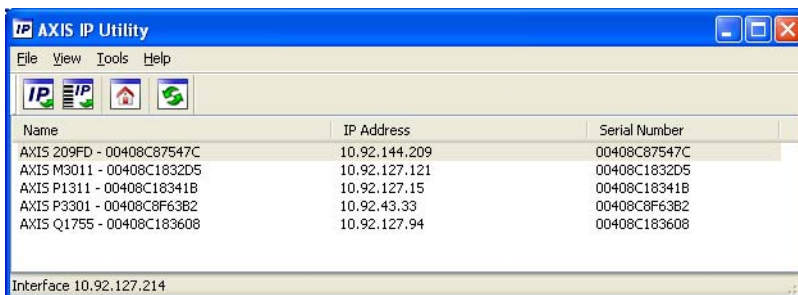 IP AXIS IP Utility
File View Tools Help
IP IP
Name IP Address Serial Number
AXIS 209FD - 00408C87547C 10.92.144.209 00408C87547C
AXIS M3011 - 00408C1832D5 10.92.127.121 00408C1832D5
AXIS P1311 - 00408C18341B 10.92.127.15 00408C18341B
AXIS P3301 - 00408C8F63B2 10.92.43.33 00408C8F63B2
AXIS Q1755 - 00408C183608 10.92.127.94 00408C183608
Interface 10.92.127.214